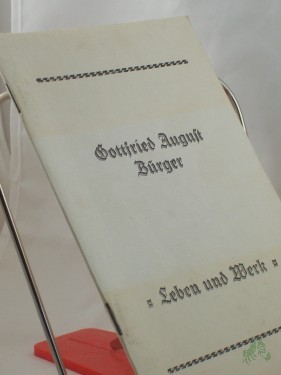 Gottfried August
Bürger
¤ Leben und Werk ¤